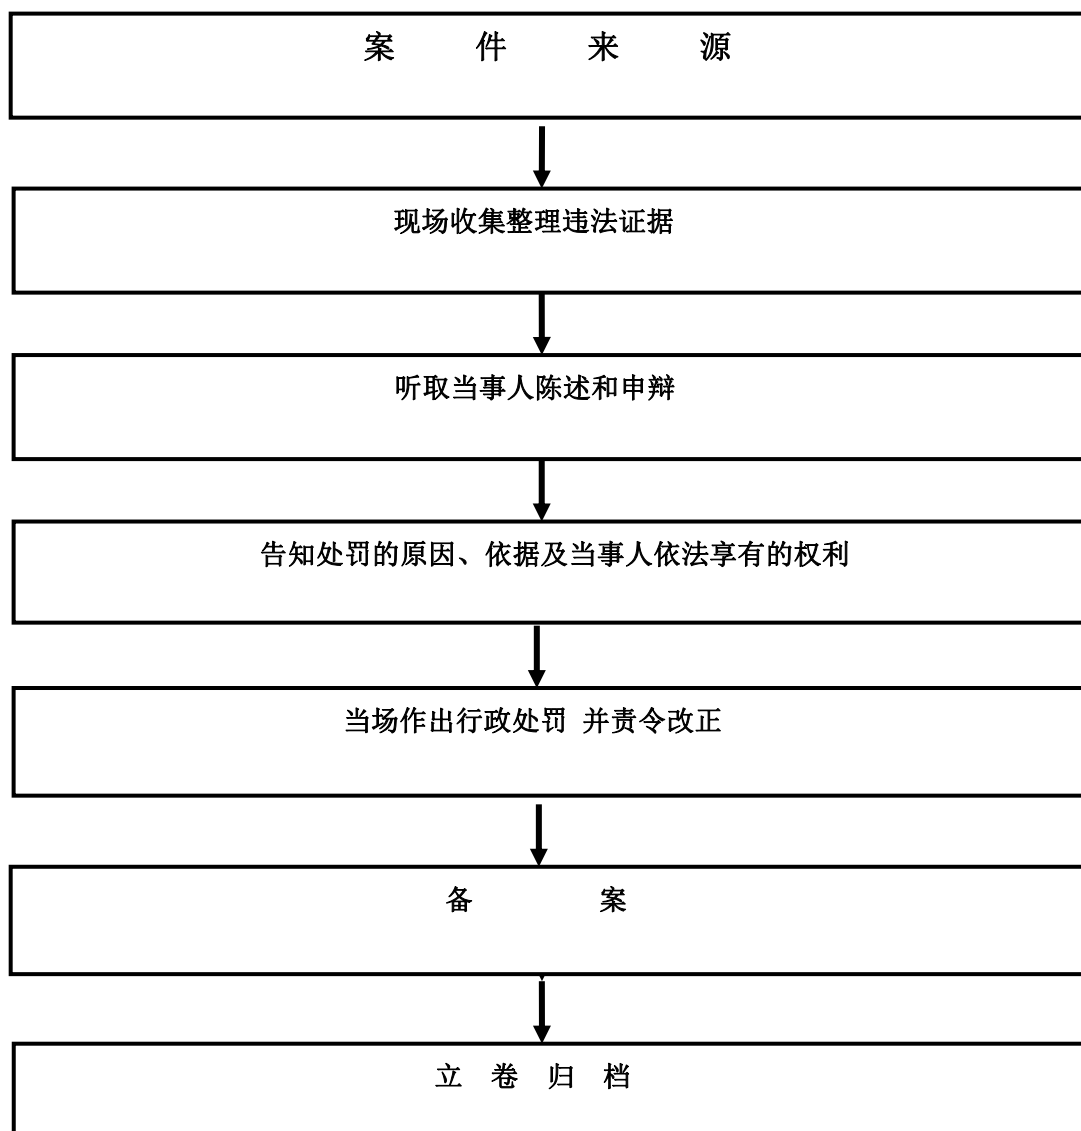 案 件 来 源
现场收集整理违法证据
听取当事人陈述和申辩
告知处罚的原因、依据及当事人依法享有的权利
当场作出行政处罚 并责令改正
备 案
立 卷 归 档